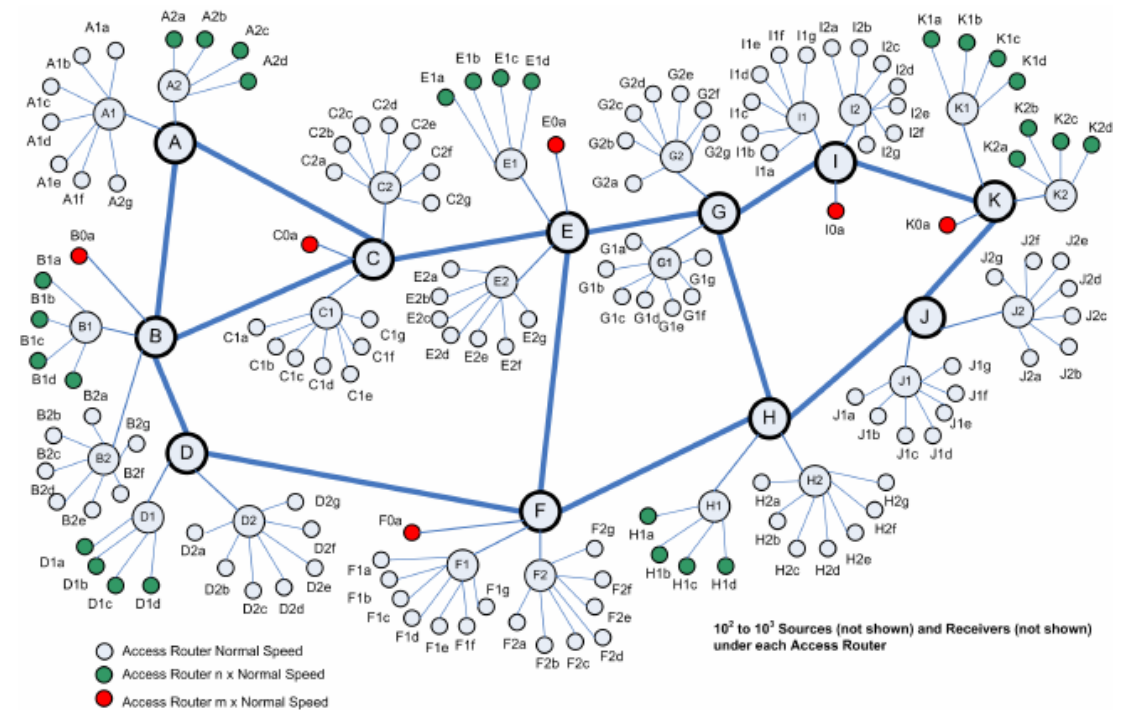 A1a
A2a
A2b
A2c
A2d
A1b
A1c
A1d
A1e
A1f
A2g
A1
A2
A
B0a
B1a
B1b
B1c
B1d
B1
B
B2a
B2b
B2c
B2d
B2e
B2f
B2g
B2
C2a
C2b
C2c
C2d
C2e
C2f
C2g
C2
C0a
C
C1
C1a
C1b
C1c
C1d
C1e
C1f
C1g
D
D1
D1a
D1b
D1c
D1d
D2
D2a
D2b
D2c
D2d
D2e
D2f
D2g
E1a
E1b
E1c
E1d
E0a
E1
E
E2
E2a
E2b
E2c
E2d
E2e
E2f
E2g
F
F0a
F1
F1a
F1b
F1c
F1d
F1e
F1f
F1g
F2
F2a
F2b
F2c
F2d
F2e
F2f
F2g
G2a
G2b
G2c
G2d
G2e
G2f
G2g
G2
G
G1
G1a
G1b
G1c
G1d
G1e
G1f
G1g
H
H1
H1a
H1b
H1c
H1d
H2
H2a
H2b
H2c
H2d
H2e
H2f
H2g
I1a
I1b
I1c
I1d
I1e
I1f
I1g
I1
I2a
I2b
I2c
I2d
I2e
I2f
I2g
I2
I
I0a
K1a
K1b
K1c
K1d
K1
K2a
K2b
K2c
K2d
K2
K0a
K
J
J2
J2a
J2b
J2c
J2d
J2e
J2f
J2g
J1
J1a
J1b
J1c
J1d
J1e
J1f
J1g
Access Router Normal Speed
Access Router n x Normal Speed
Access Router m x Normal Speed
10² to 10³ Sources (not shown) and Receivers (not shown)
under each Access Router